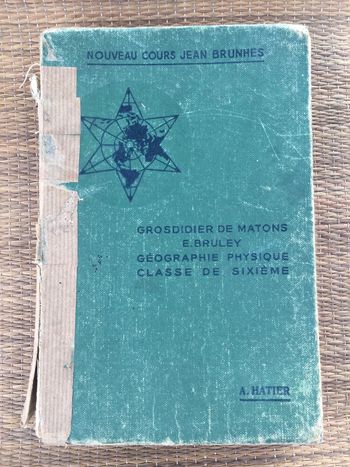 NOUVEAU COURS JEAN BRUNHES
GROSDIDIER DE MATONS
E. BRULEY
GÉOGRAPHIE PHYSIQUE
CLASSE DE SIXIÈME
A. HATIER